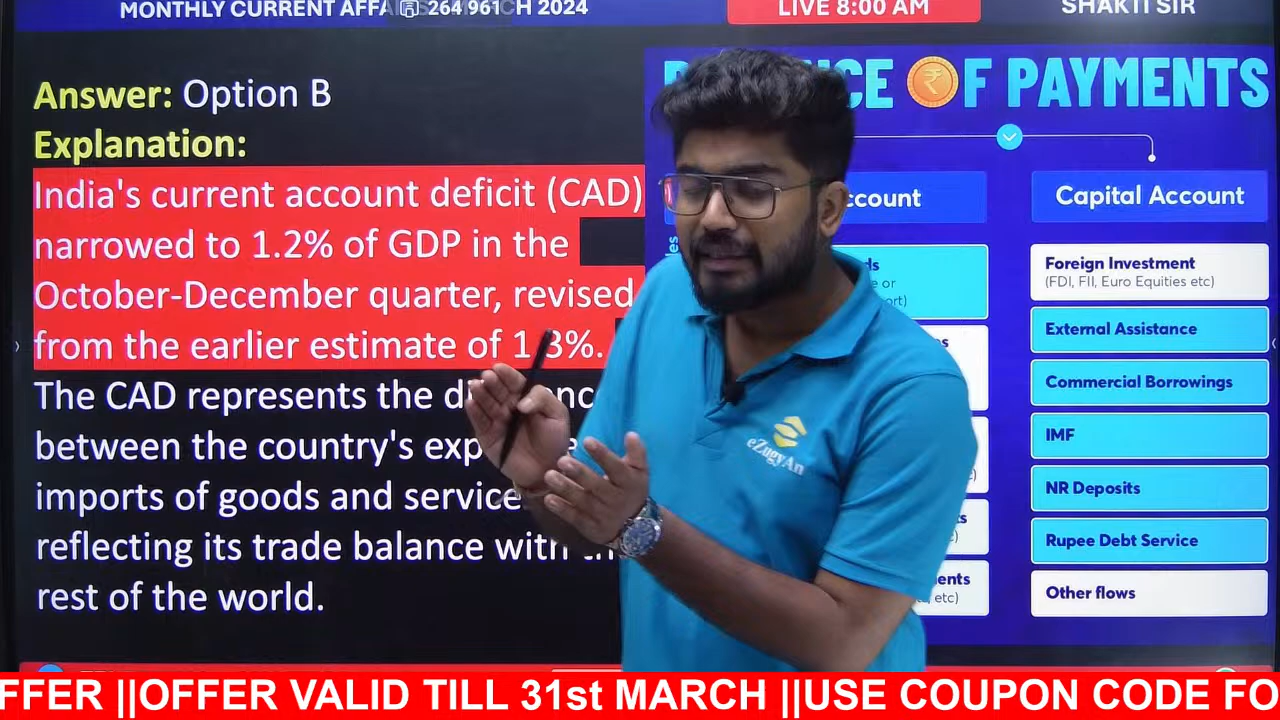 MONTHLY CURRENT AFFA
264 961
CH 2024
LIVE 8:00 AM
SHAKTI SIR
Answer: Option B
Explanation:
India's current account deficit (CAD)
narrowed to 1.2% of GDP in the
October-December quarter, revised
from the earlier estimate of 1.3%.
The CAD represents the
between the country's
imports of goods and
reflecting its trade balance with
rest of the world.
OF PAYMENTS
Capital Account
Foreign Investment
(FDI, FII, Euro Equities etc)
External Assistance
Commercial Borrowings
IMF
NR Deposits
Rupee Debt Service
Other flows
eZugyAn
FFER ||OFFER VALID TILL 31st MARCH ||USE COUPON CODE FO